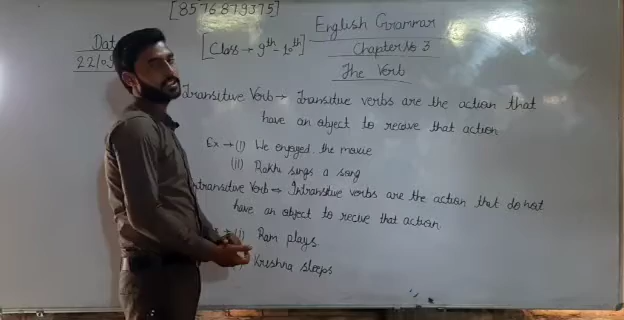 [8576879375]
English Grammar
Dat
22/05
[Class → 9th - 10th]
Chapter No 3
The Verb
Transitive Verb → Transitive verbs are the action that
have an object to receive that action
Ex → (i) We enjoyed the movie
(ii) Rakhi sings a song
Intransitive Verb ⇒ Intransitive verbs are the action that do not
have an object to recive that action
(i) Ram plays
Krishna sleeps